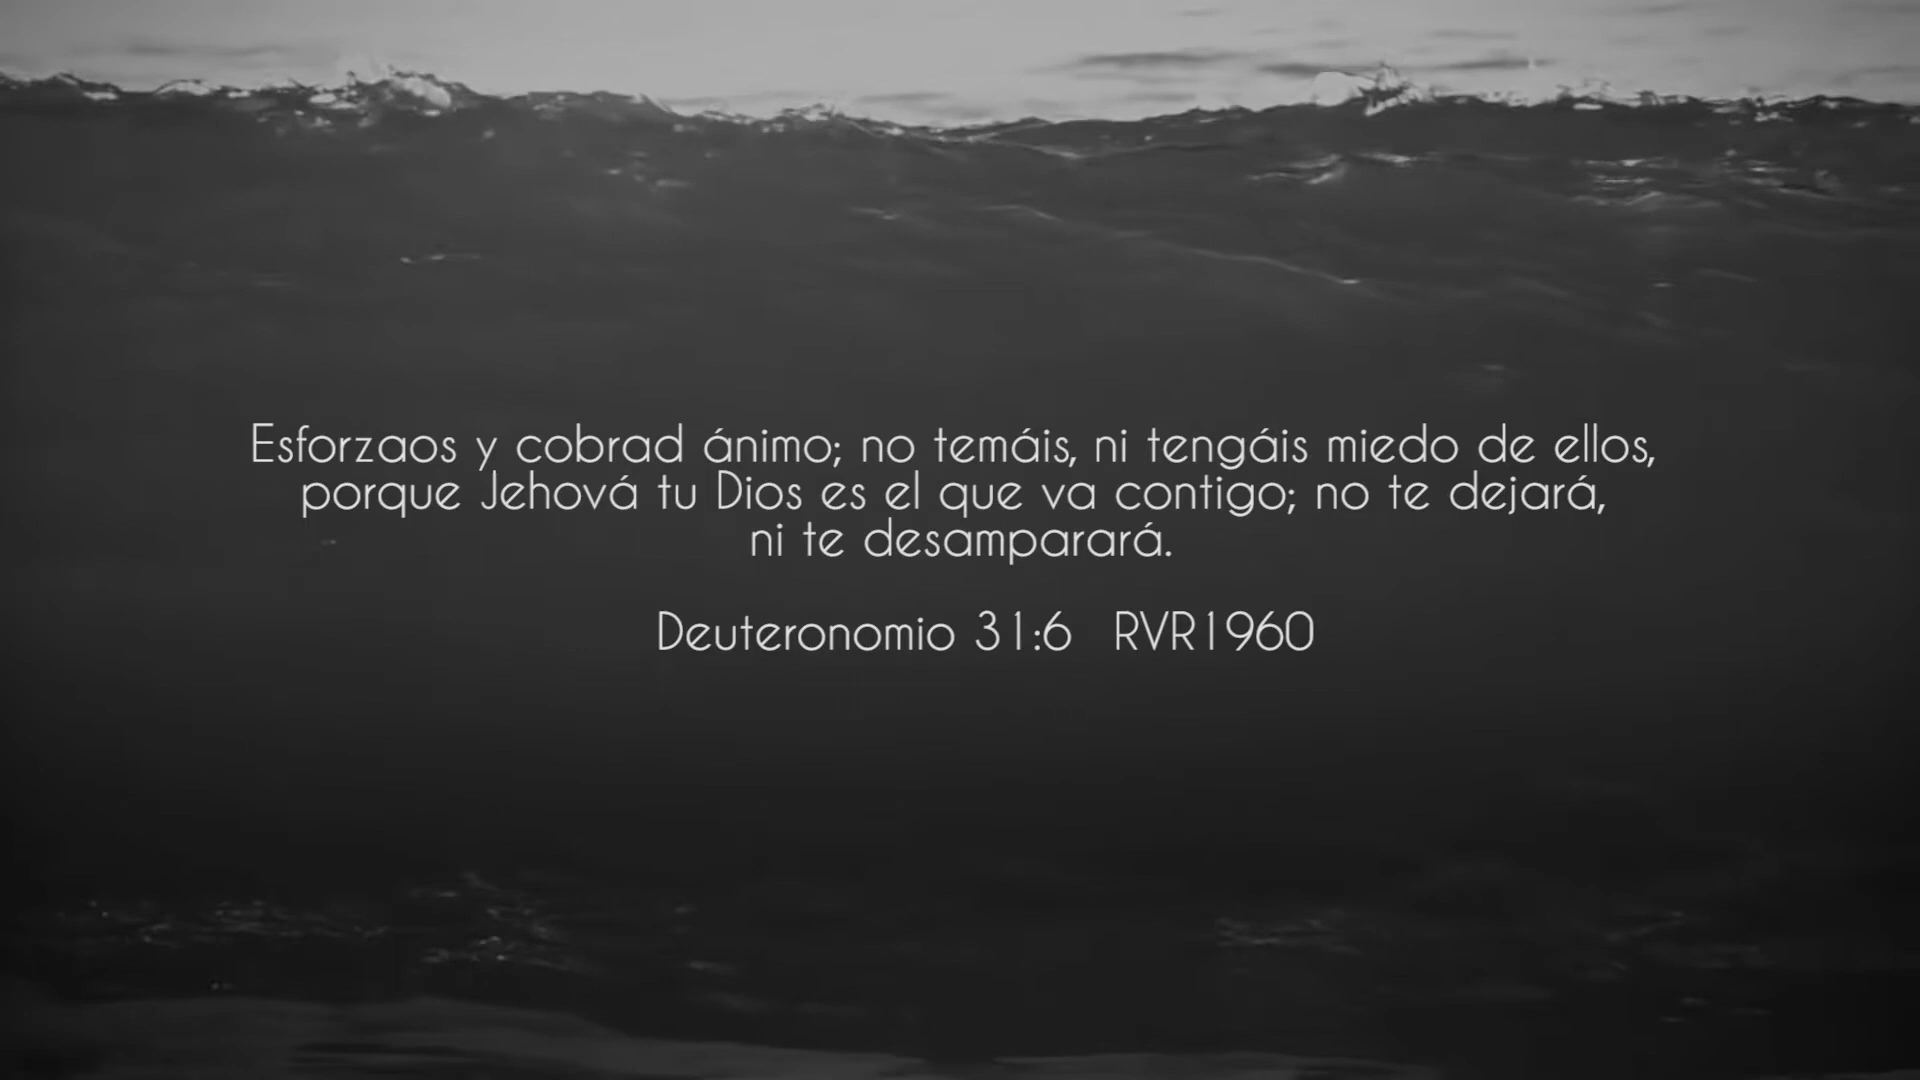 Esforzaos y cobrad ánimo; no temáis, ni tengáis miedo de ellos,
porque Jehová tu Dios es el que va contigo; no te dejará,
ni te desamparará.
Deuteronomio 31:6 RVR1960